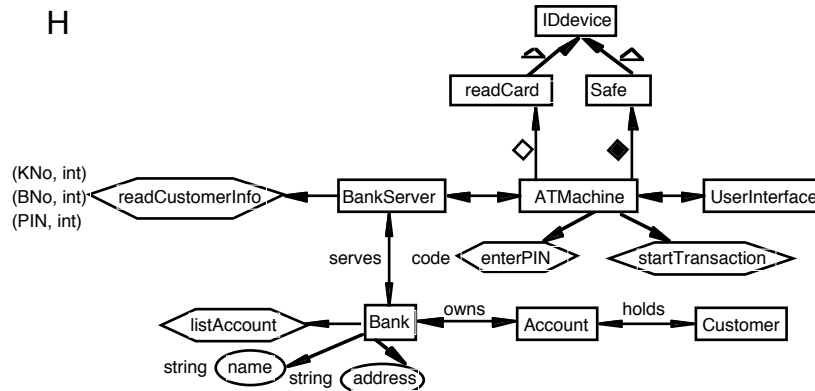 H
IDdevice
readCard
Safe
(KNo, int)
(BNo, int)
(PIN, int)
readCustomerInfo
BankServer
ATMachine
UserInterface
serves
code
enterPIN
startTransaction
listAccount
Bank
owns
Account
holds
Customer
string
name
string
address